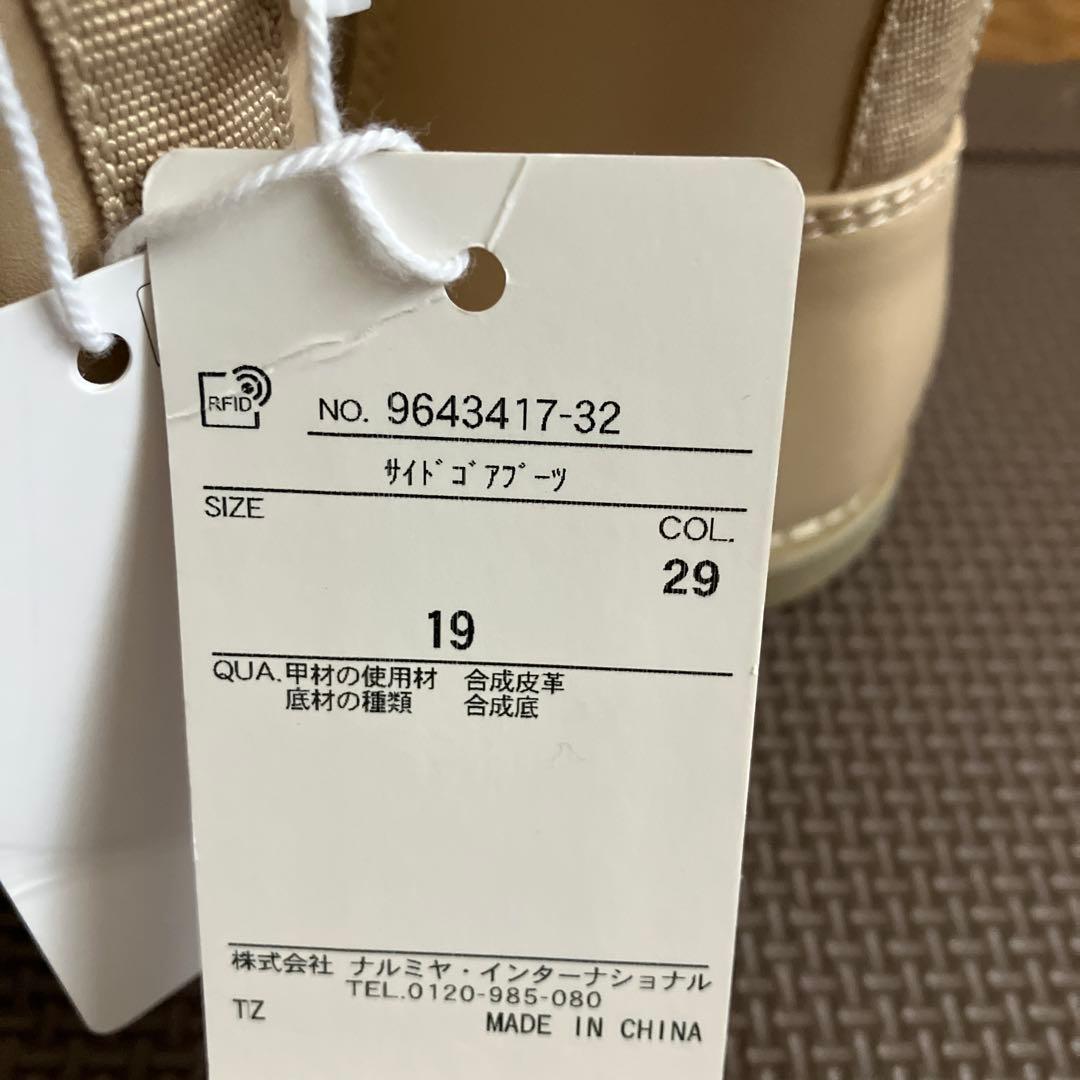 RFID
NO. 9643417-32
ｻｲﾄﾞｺﾞｱﾌﾞｰﾂ
SIZE
COL.
29
19
QUA.甲材の使用材 合成皮革
底材の種類 合成底
株式会社 ナルミヤ・インターナショナル
TEL.0120-985-080
TZ
MADE IN CHINA